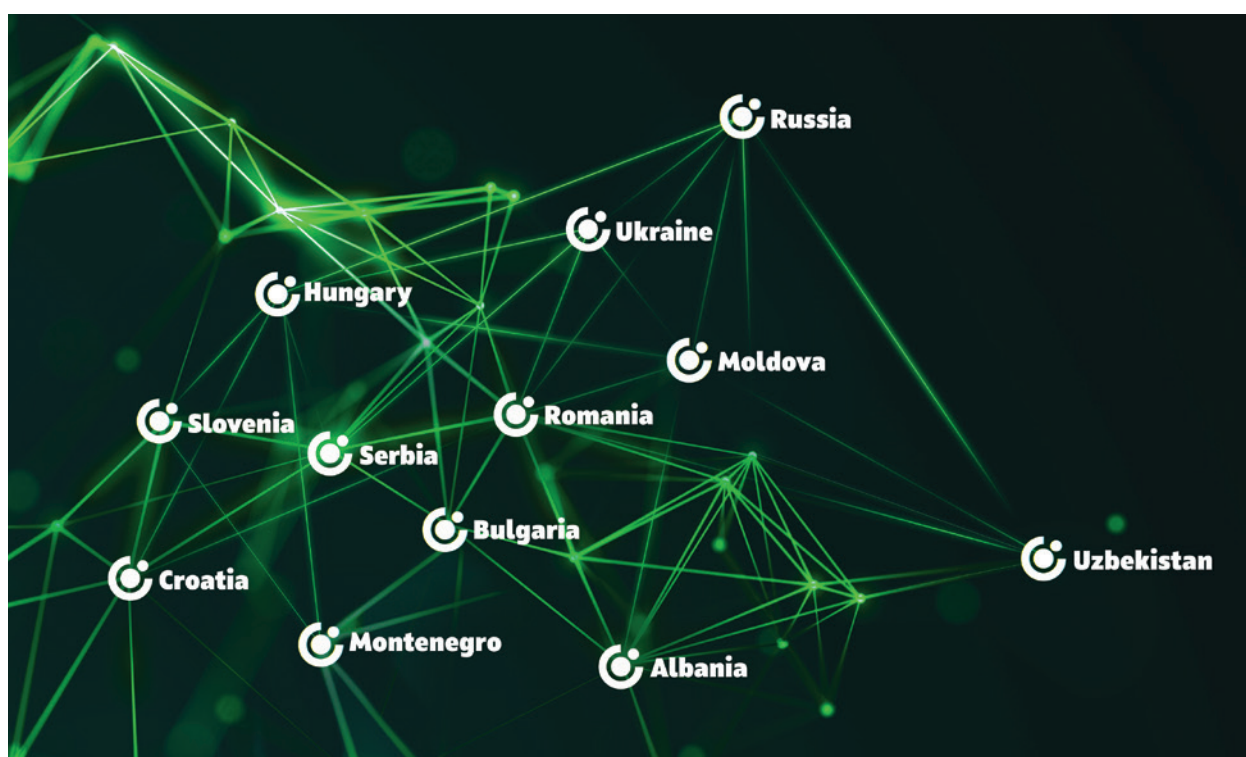 Russia
Ukraine
Hungary
Moldova
Slovenia
Romania
Serbia
Bulgaria
Uzbekistan
Croatia
Montenegro
Albania